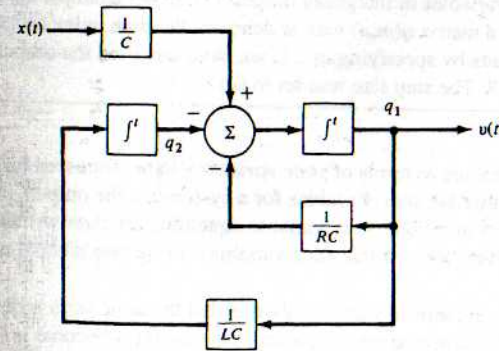 x(t)
1/C
+
q₁
∫ᵗ
−
Σ
∫ᵗ
v(t
q₂
1/RC
1/LC